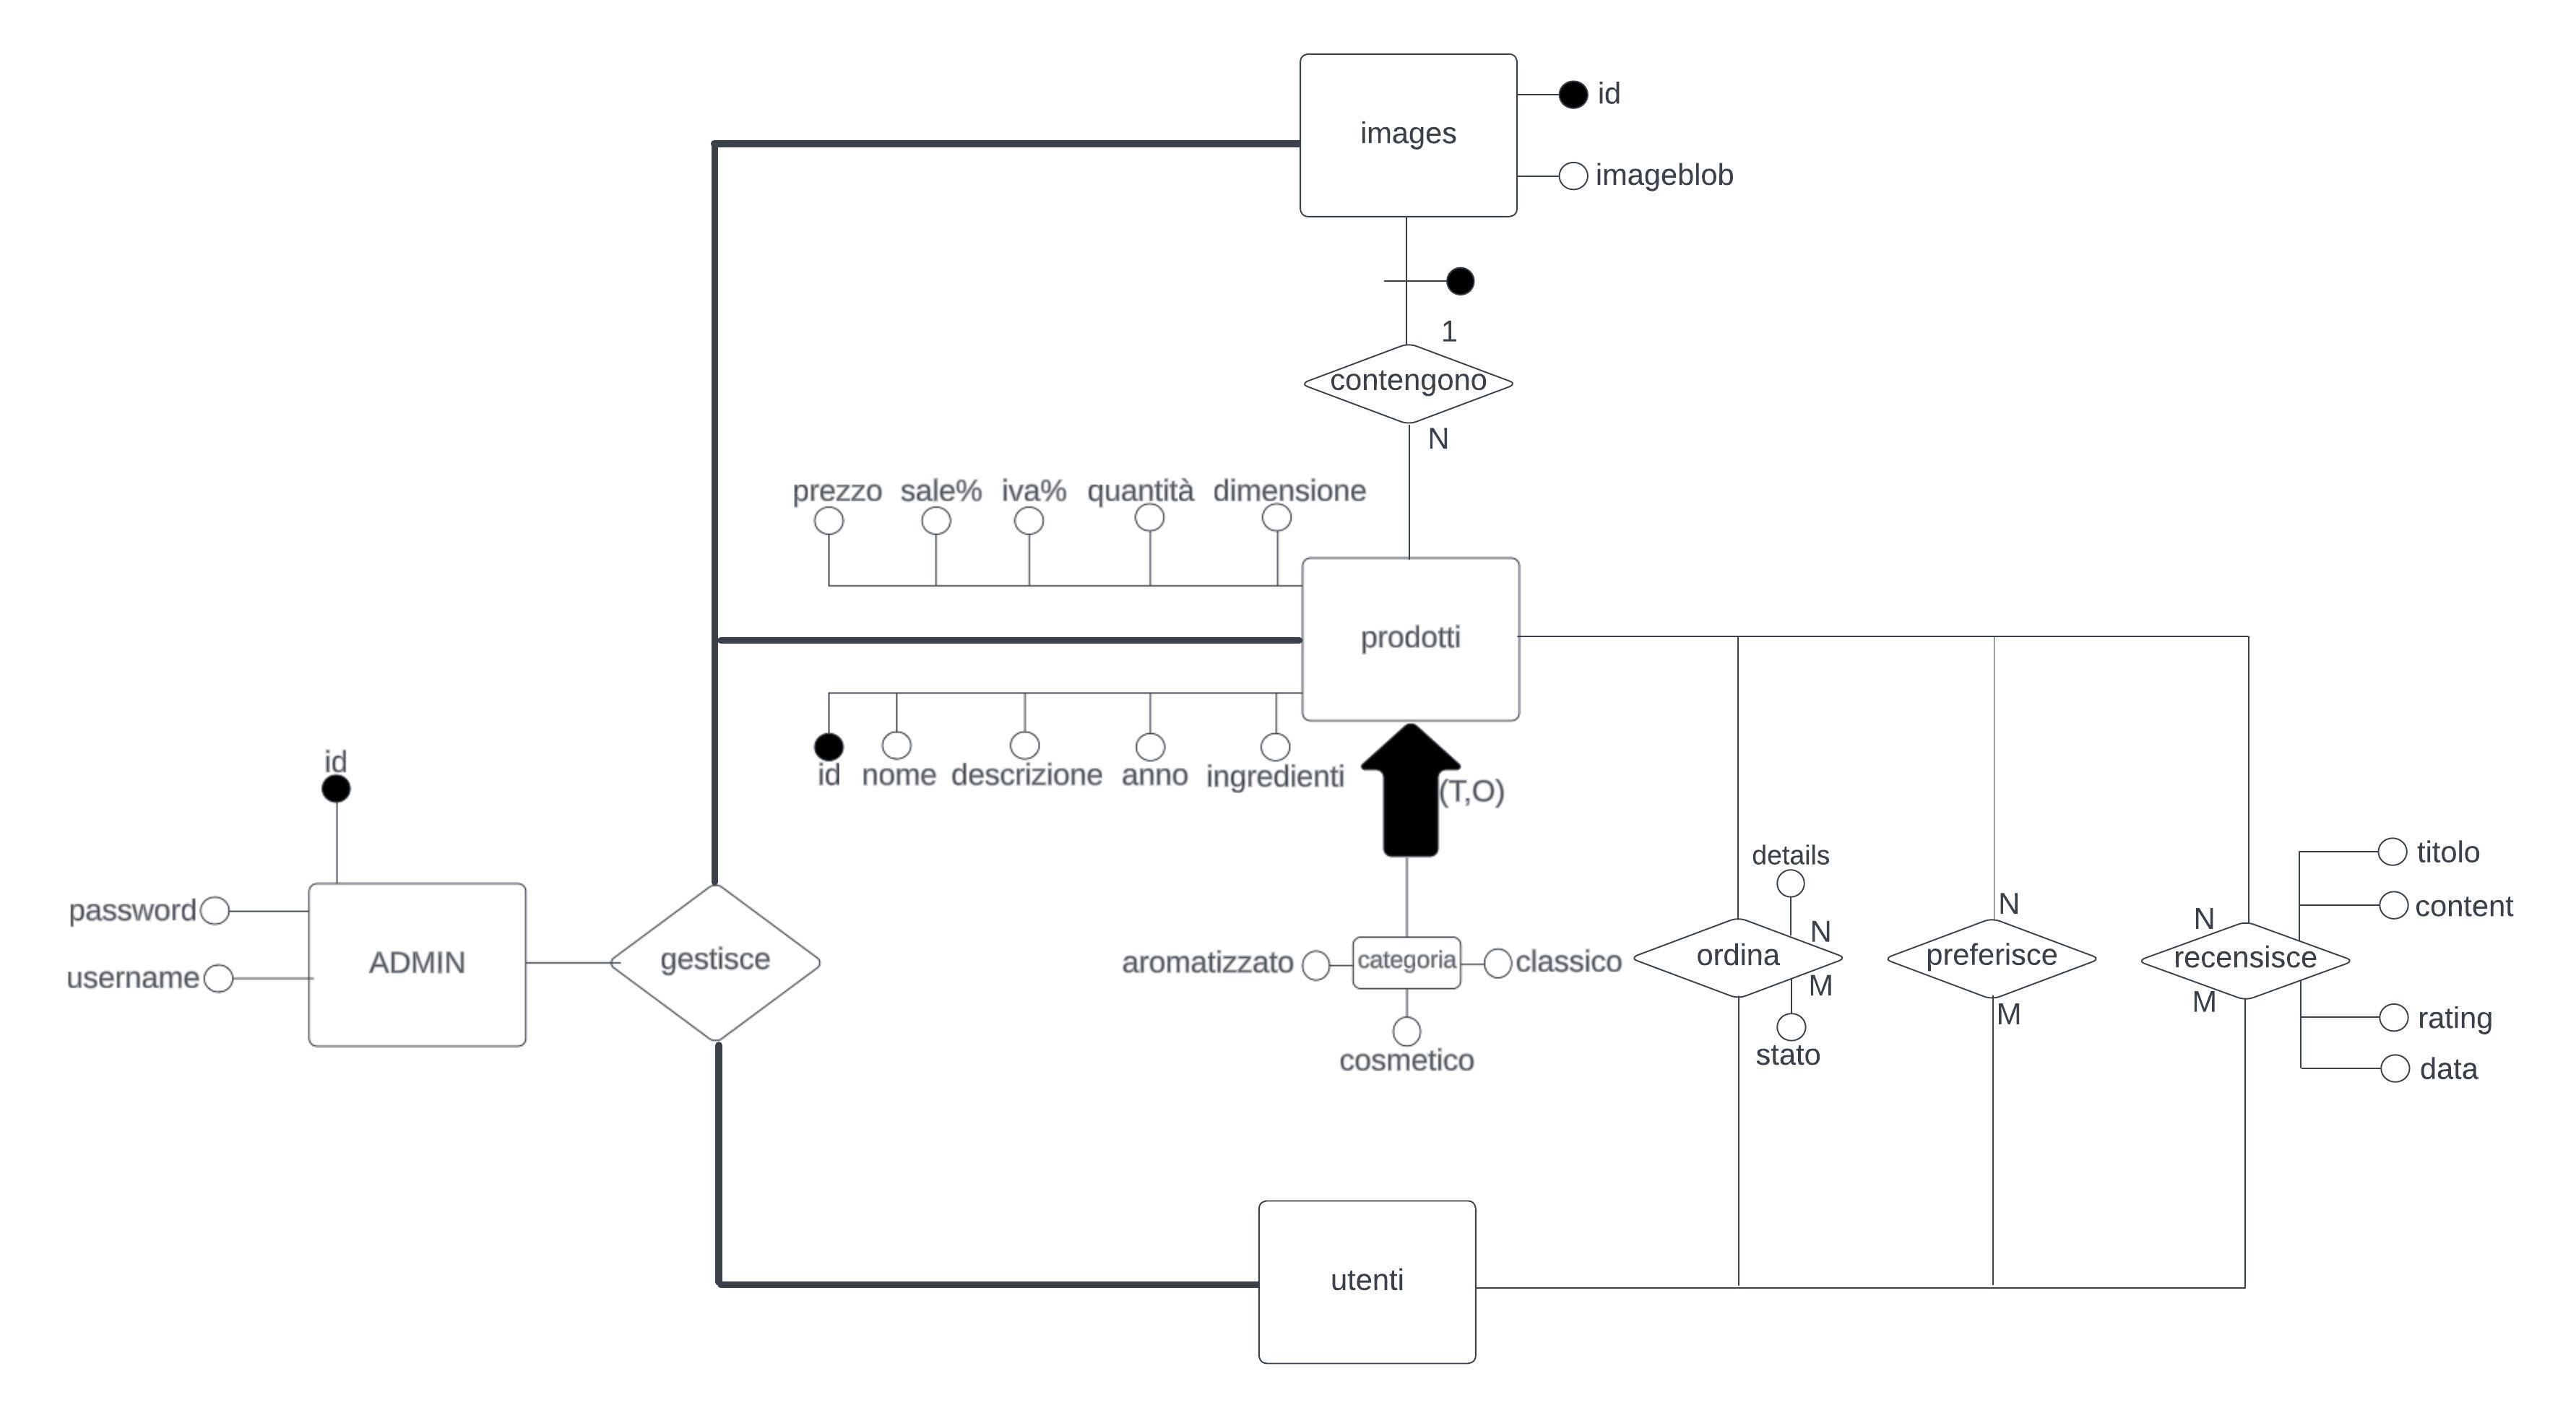 id
images
imageblob
1
contengono
N
prezzo sale% iva% quantità dimensione
prodotti
id nome descrizione anno ingredienti
(T,O)
id
password
ADMIN
username
gestisce
aromatizzato
categoria
classico
cosmetico
details
N
ordina
M
stato
N
preferisce
M
N
recensisce
M
titolo
content
rating
data
utenti